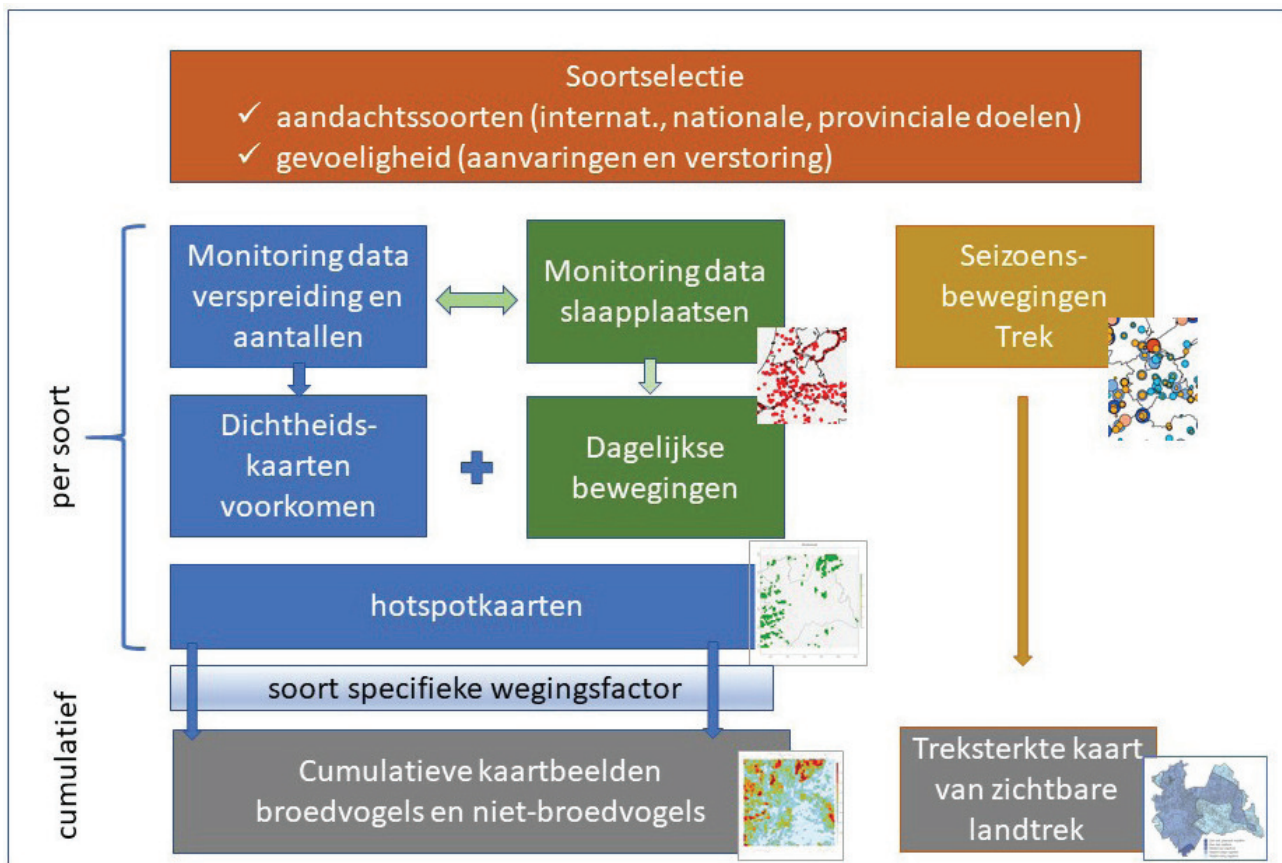 Soortselectie
✓ aandachtssoorten (internat., nationale, provinciale doelen)
✓ gevoeligheid (aanvaringen en verstoring)
per soort
Monitoring data
verspreiding en
aantallen
Monitoring data
slaapplaatsen
Seizoens-
bewegingen
Trek
Dichtheids-
kaarten
voorkomen
Dagelijkse
bewegingen
hotspotkaarten
cumulatief
soort specifieke wegingsfactor
Cumulatieve kaartbeelden
broedvogels en niet-broedvogels
Treksterkte kaart
van zichtbare
landtrek